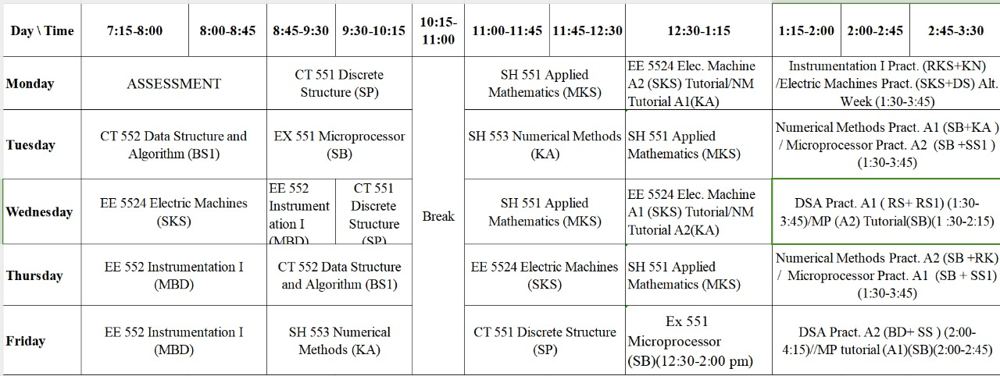 Day \ Time
7:15-8:00
8:00-8:45
8:45-9:30
9:30-10:15
10:15-
11:00
11:00-11:45
11:45-12:30
12:30-1:15
1:15-2:00
2:00-2:45
2:45-3:30
Monday
ASSESSMENT
CT 551 Discrete
Structure (SP)
SH 551 Applied
Mathematics (MKS)
EE 5524 Elec. Machine
A2 (SKS) Tutorial/NM
Tutorial A1(KA)
Instrumentation I Pract. (RKS+KN)
/Electric Machines Pract. (SKS+DS) Alt.
Week (1:30-3:45)
Tuesday
CT 552 Data Structure and
Algorithm (BS1)
EX 551 Microprocessor
(SB)
SH 553 Numerical Methods
(KA)
SH 551 Applied
Mathematics (MKS)
Numerical Methods Pract. A1 (SB+KA )
/ Microprocessor Pract. A2 (SB +SS1 )
(1:30-3:45)
Wednesday
EE 5524 Electric Machines
(SKS)
EE 552
Instrument
ation I
(MBD)
CT 551
Discrete
Structure
(SP)
Break
SH 551 Applied
Mathematics (MKS)
EE 5524 Elec. Machine
A1 (SKS) Tutorial/NM
Tutorial A2(KA)
DSA Pract. A1 ( RS+ RS1) (1:30-
3:45)/MP (A2) Tutorial(SB)(1 :30-2:15)
Thursday
EE 552 Instrumentation I
(MBD)
CT 552 Data Structure
and Algorithm (BS1)
EE 5524 Electric Machines
(SKS)
SH 551 Applied
Mathematics (MKS)
Numerical Methods Pract. A2 (SB +RK)
/ Microprocessor Pract. A1 (SB + SS1)
(1:30-3:45)
Friday
EE 552 Instrumentation I
(MBD)
SH 553 Numerical
Methods (KA)
CT 551 Discrete Structure
(SP)
Ex 551
Microprocessor
(SB)(12:30-2:00 pm)
DSA Pract. A2 (BD+ SS ) (2:00-
4:15)//MP tutorial (A1)(SB)(2:00-2:45)